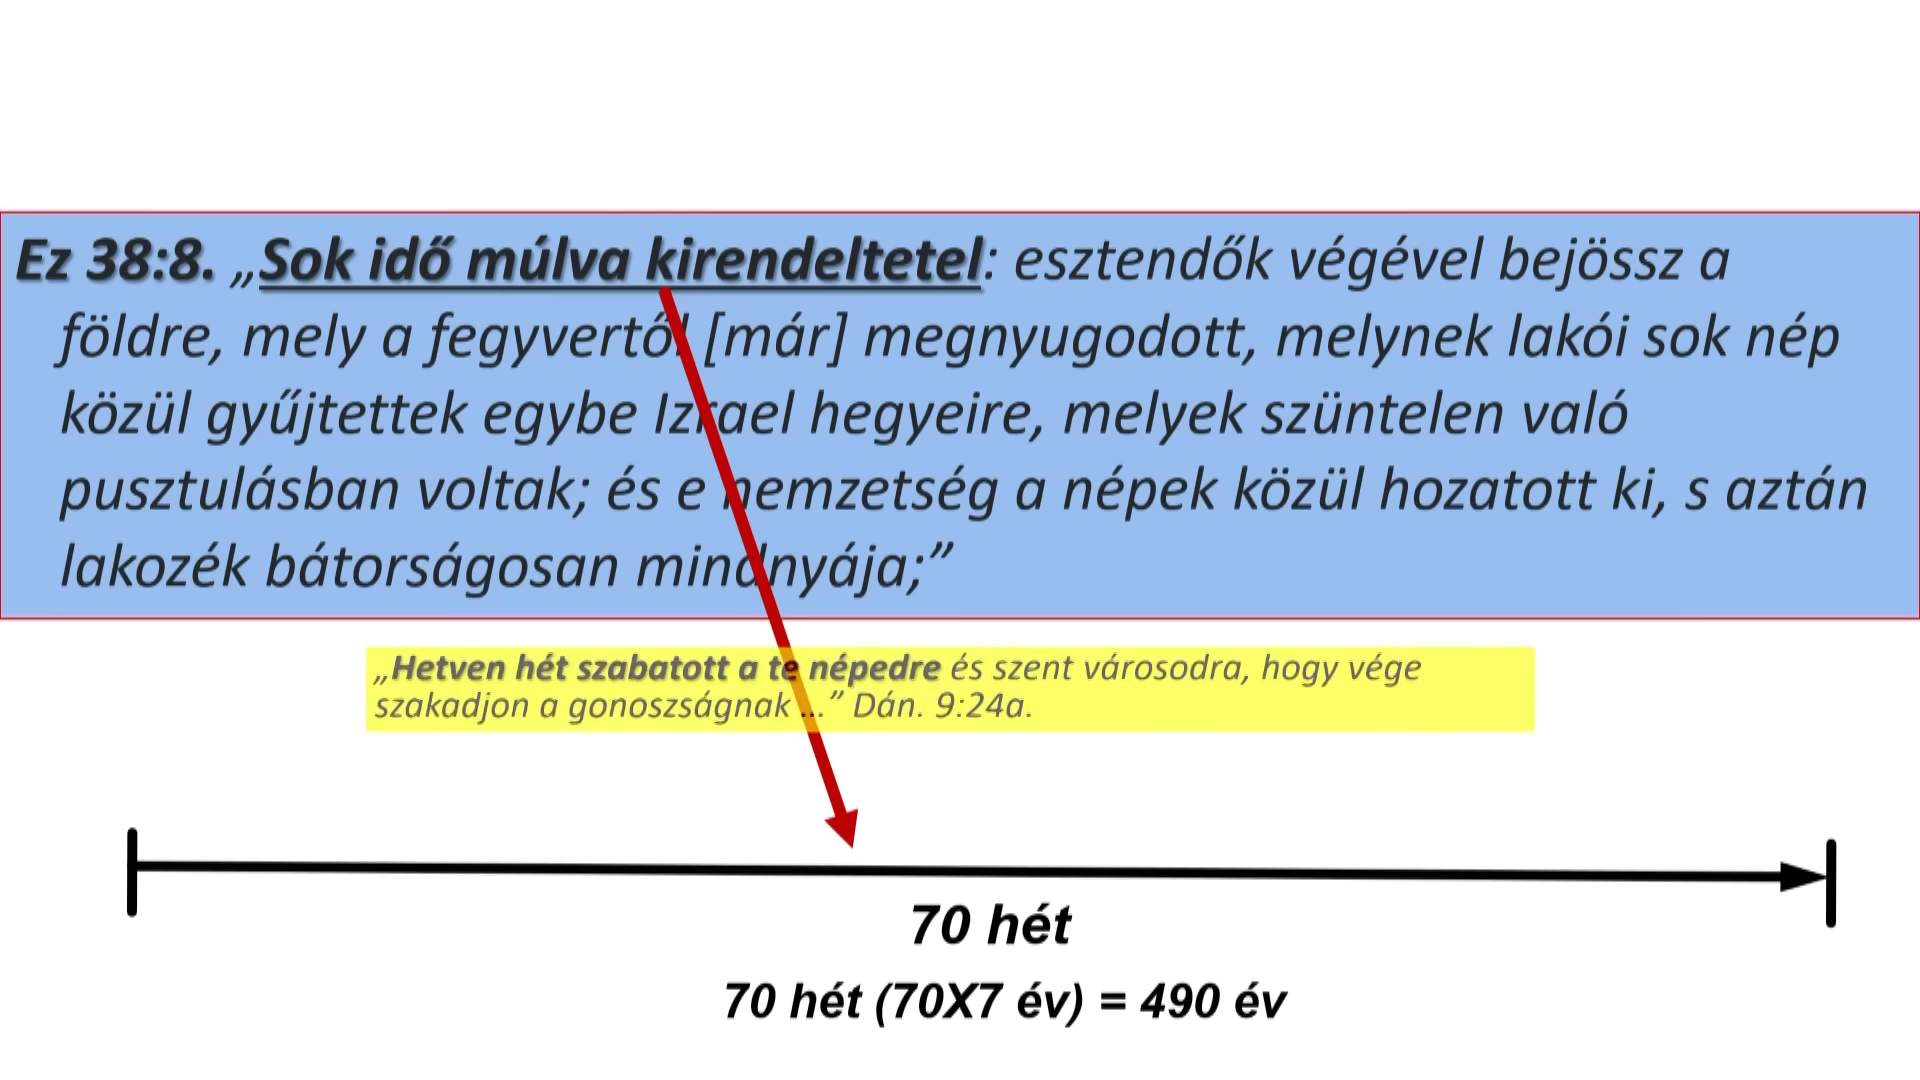 Ez 38:8. „Sok idő múlva kirendeltetel: esztendők végével bejössz a
földre, mely a fegyvertől [már] megnyugodott, melynek lakói sok nép
közül gyűjtettek egybe Izrael hegyeire, melyek szüntelen való
pusztulásban voltak; és e nemzetség a népek közül hozatott ki, s aztán
lakozék bátorságosan mindnyája;”
„Hetven hét szabatott a te népedre és szent városodra, hogy vége
szakadjon a gonoszságnak ...” Dán. 9:24a.
70 hét
70 hét (70X7 év) = 490 év